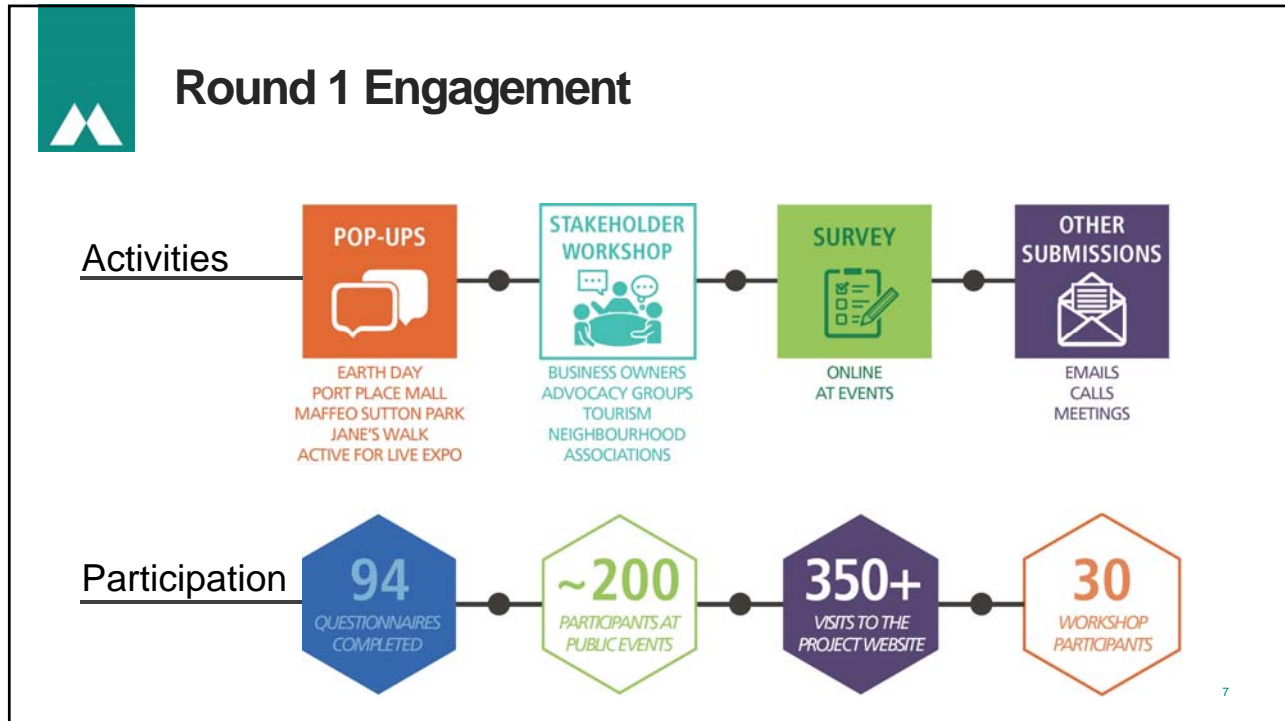 Round 1 Engagement
Activities
POP-UPS
EARTH DAY
PORT PLACE MALL
MAFFEO SUTTON PARK
JANE'S WALK
ACTIVE FOR LIVE EXPO
STAKEHOLDER
WORKSHOP
BUSINESS OWNERS
ADVOCACY GROUPS
TOURISM
NEIGHBOURHOOD
ASSOCIATIONS
SURVEY
ONLINE
AT EVENTS
OTHER
SUBMISSIONS
EMAILS
CALLS
MEETINGS
Participation
94
QUESTIONNAIRES
COMPLETED
~200
PARTICIPANTS AT
PUBLIC EVENTS
350+
VISITS TO THE
PROJECT WEBSITE
30
WORKSHOP
PARTICIPANTS
7